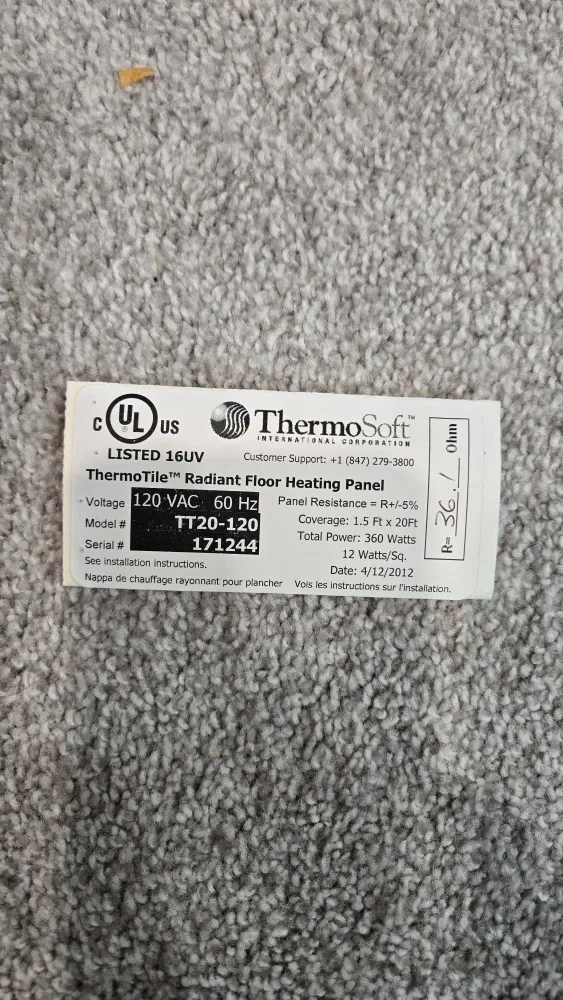 C UL US
LISTED 16UV
ThermoSoft™
INTERNATIONAL CORPORATION
Customer Support: +1 (847) 279-3800
ThermoTile™ Radiant Floor Heating Panel
Voltage 120 VAC 60 Hz
Model # TT20-120
Serial # 171244
Panel Resistance = R+/-5%
Coverage: 1.5 Ft x 20Ft
Total Power: 360 Watts
12 Watts/Sq.
Date: 4/12/2012
See installation instructions.
Nappa de chauffage rayonnant pour plancher Vois les instructions sur l'installation.
R= 36.1 Ohm